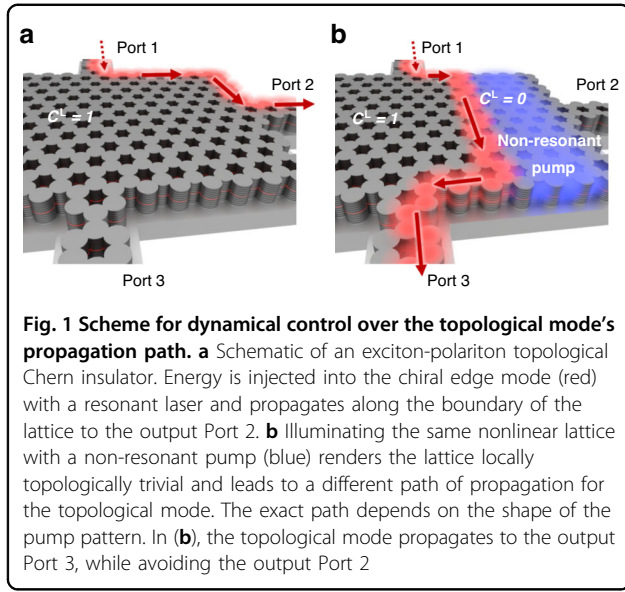 a
Port 1
Port 2
C^L = 1
Port 3
b
Port 1
Port 2
C^L = 0
C^L = 1
Non-resonant
pump
Port 3
Fig. 1 Scheme for dynamical control over the topological mode's
propagation path. a Schematic of an exciton-polariton topological
Chern insulator. Energy is injected into the chiral edge mode (red)
with a resonant laser and propagates along the boundary of the
lattice to the output Port 2. b Illuminating the same nonlinear lattice
with a non-resonant pump (blue) renders the lattice locally
topologically trivial and leads to a different path of propagation for
the topological mode. The exact path depends on the shape of the
pump pattern. In (b), the topological mode propagates to the output
Port 3, while avoiding the output Port 2